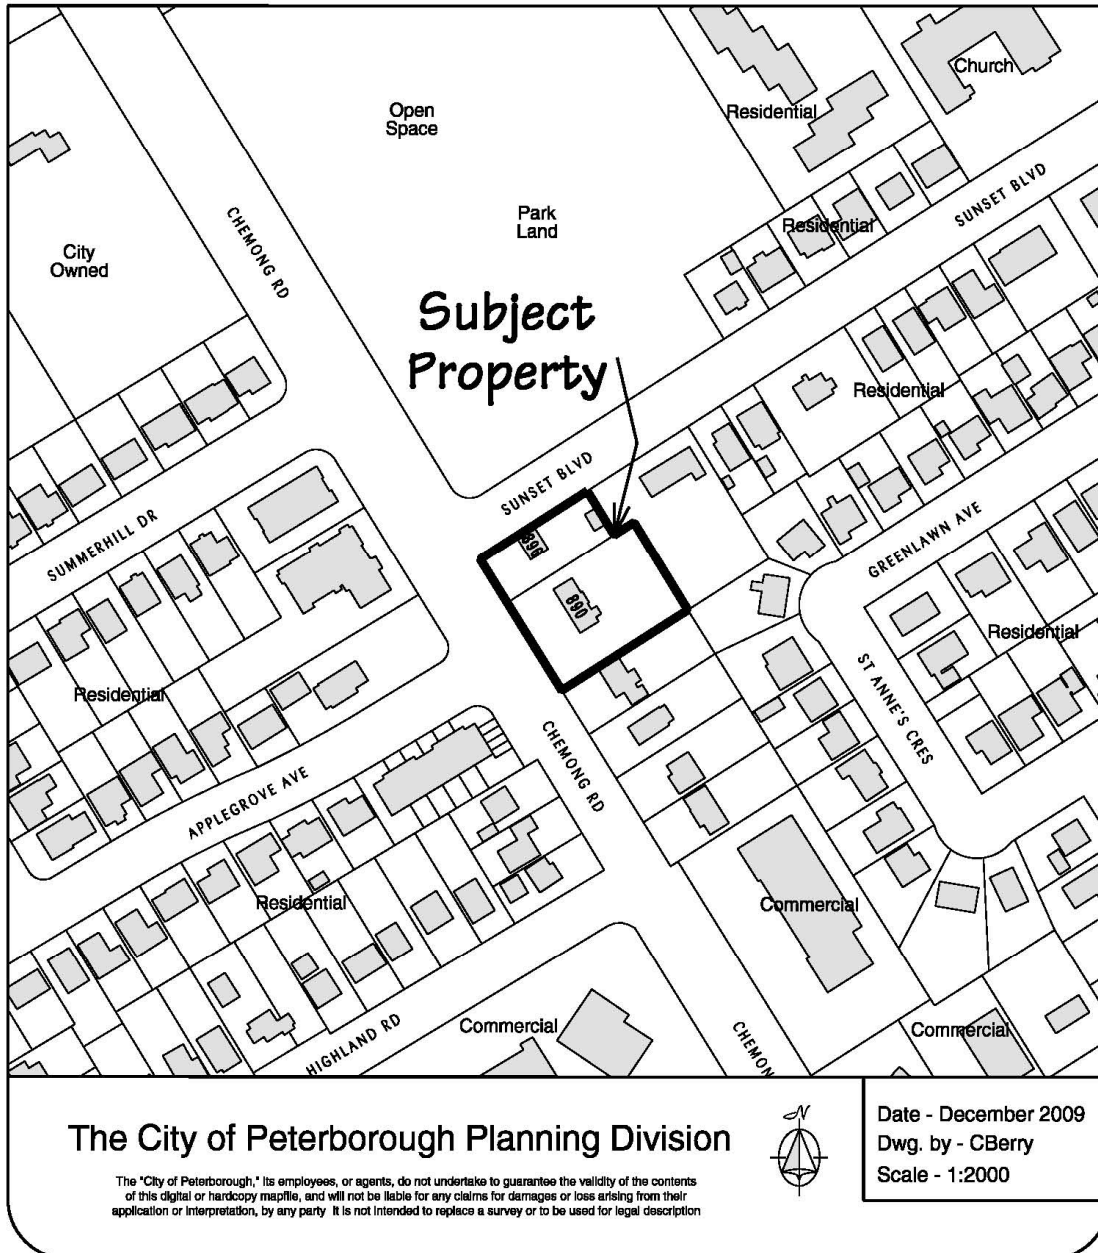 Church
Residential
Open
Space
SUNSET BLVD
Park
Land
Residential
CHEMONG RD
City
Owned
Subject
Property
Residential
SUNSET BLVD
SUMMERHILL DR
896
GREENLAWN AVE
890
Residential
Residential
ST ANNE'S CRES
CHEMONG RD
APPLEGROVE AVE
Residential
Commercial
HIGHLAND RD
Commercial
CHEMON
Commercial
N
The City of Peterborough Planning Division
The "City of Peterborough," its employees, or agents, do not undertake to guarantee the validity of the contents
of this digital or hardcopy mapfile, and will not be liable for any claims for damages or loss arising from their
application or interpretation, by any party It is not intended to replace a survey or to be used for legal description
Date - December 2009
Dwg. by - CBerry
Scale - 1:2000